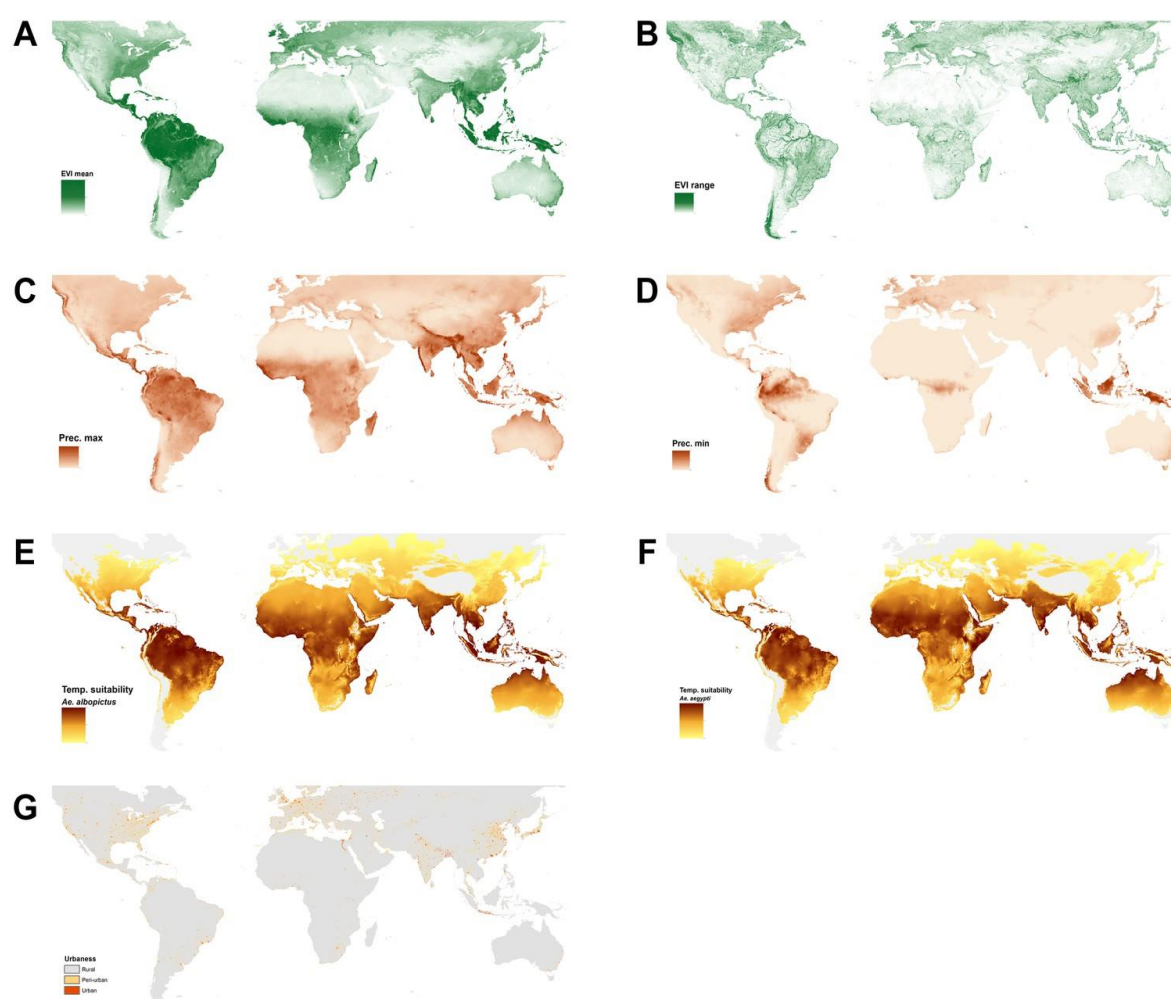 A
B
EVI mean
EVI range
C
D
Prec. max
Prec. min
E
F
Temp. suitability
Ae. albopictus
Temp. suitability
Ae. aegypti
G
Urbaness
Rural
Peri-urban
Urban